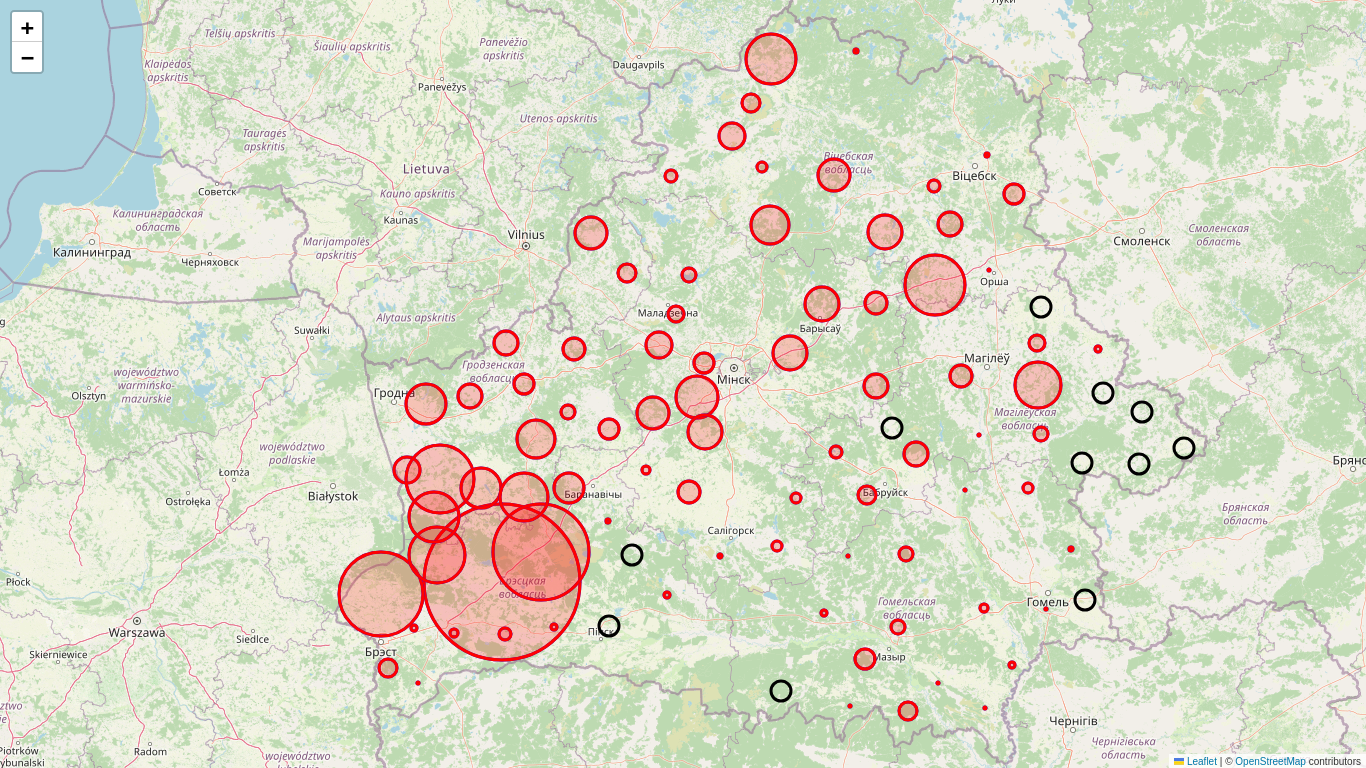 +
−
Telšių apskritis
Šiaulių apskritis
Panevėžio
apskritis
Klaipėdos
apskritis
Panevėžys
Daugavpils
Utenos apskritis
Tauragės
apskritis
Lietuva
Советск
Kauno apskritis
Kaunas
Калининградская
область
Калининград
Черняховск
Marijampolės
apskritis
Vilnius
Віцебская
вобласць
Віцебск
Смоленск
Смоленская
область
Орша
Alytaus apskritis
Suwałki
Маладзечна
Барысаў
Гродзенская
вобласць
Мінск
Магілёў
województwo
warmińsko-
mazurskie
Olsztyn
Гродна
Магілёўская
вобласць
województwo
podlaskie
Łomża
Ostrołęka
Białystok
Баранавічы
Бабруйск
Салігорск
Брянская
область
Płock
Брэсцкая
вобласць
Гомельская
вобласць
Гомель
Warszawa
Siedlce
Skierniewice
Брэст
Пінск
Мазыр
Чернігів
Чернігівська
область
Radom
województwo
Piotrków
Leaflet | © OpenStreetMap contributors